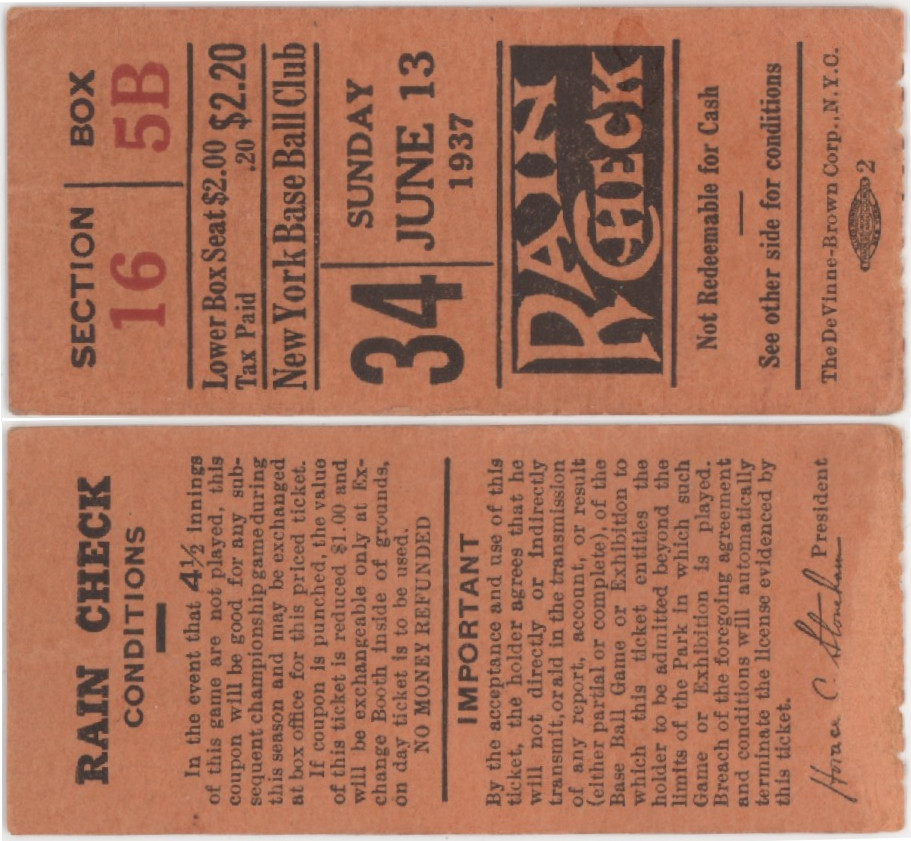 SECTION BOX
16 5B
Lower Box Seat $2.00 $2.20
Tax Paid .20
New York Base Ball Club
34
SUNDAY
JUNE 13
1937
RAIN
CHECK
Not Redeemable for Cash
See other side for conditions
The DeVinne-Brown Corp., N.Y.C.
2
RAIN CHECK
CONDITIONS
In the event that 4½ innings
of this game are not played, this
coupon will be good for any sub-
sequent championship game during
this season and may be exchanged
at box office for this priced ticket.
If coupon is punched, the value
of this ticket is reduced $1.00 and
will be exchangeable only at Ex-
change Booth inside of grounds,
on day ticket is to be used.
NO MONEY REFUNDED
IMPORTANT
By the acceptance and use of this
ticket, the holder agrees that he
will not directly or indirectly
transmit, or aid in the transmission
of any report, account, or result
(either partial or accomplete), of the
Base Ball Game or Exhibition to
which this ticket entitles the
holder to be admitted beyond the
limits of the Park in which such
Game or Exhibition is played.
Breach of the foregoing agreement
and conditions will automatically
terminate the license evidenced by
this ticket.
Horace C. Stoneham President